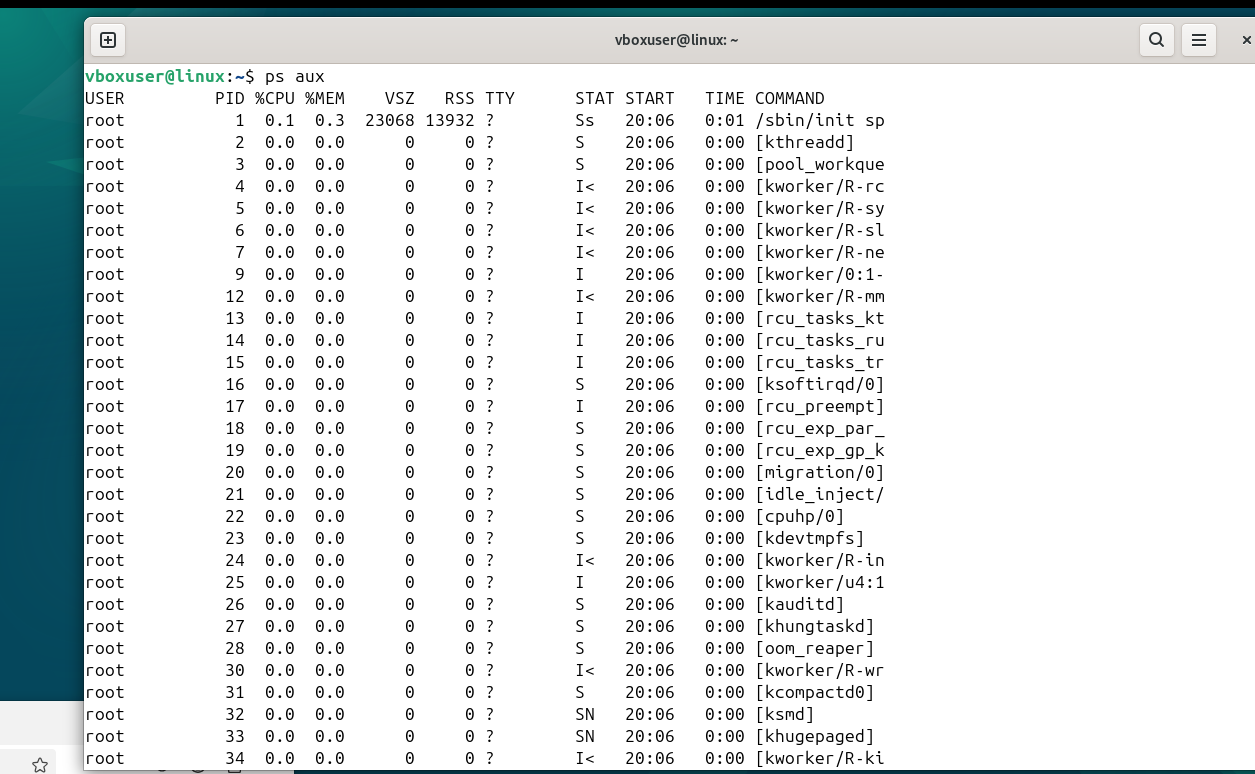 vboxuser@linux: ~
vboxuser@linux:~$ ps aux
USER         PID %CPU %MEM    VSZ   RSS TTY      STAT START   TIME COMMAND
root           1  0.1  0.3  23068 13932 ?        Ss   20:06   0:01 /sbin/init sp
root           2  0.0  0.0      0     0 ?        S    20:06   0:00 [kthreadd]
root           3  0.0  0.0      0     0 ?        S    20:06   0:00 [pool_workque
root           4  0.0  0.0      0     0 ?        I<   20:06   0:00 [kworker/R-rc
root           5  0.0  0.0      0     0 ?        I<   20:06   0:00 [kworker/R-sy
root           6  0.0  0.0      0     0 ?        I<   20:06   0:00 [kworker/R-sl
root           7  0.0  0.0      0     0 ?        I<   20:06   0:00 [kworker/R-ne
root           9  0.0  0.0      0     0 ?        I    20:06   0:00 [kworker/0:1-
root          12  0.0  0.0      0     0 ?        I<   20:06   0:00 [kworker/R-mm
root          13  0.0  0.0      0     0 ?        I    20:06   0:00 [rcu_tasks_kt
root          14  0.0  0.0      0     0 ?        I    20:06   0:00 [rcu_tasks_ru
root          15  0.0  0.0      0     0 ?        I    20:06   0:00 [rcu_tasks_tr
root          16  0.0  0.0      0     0 ?        S    20:06   0:00 [ksoftirqd/0]
root          17  0.0  0.0      0     0 ?        I    20:06   0:00 [rcu_preempt]
root          18  0.0  0.0      0     0 ?        S    20:06   0:00 [rcu_exp_par_
root          19  0.0  0.0      0     0 ?        S    20:06   0:00 [rcu_exp_gp_k
root          20  0.0  0.0      0     0 ?        S    20:06   0:00 [migration/0]
root          21  0.0  0.0      0     0 ?        S    20:06   0:00 [idle_inject/
root          22  0.0  0.0      0     0 ?        S    20:06   0:00 [cpuhp/0]
root          23  0.0  0.0      0     0 ?        S    20:06   0:00 [kdevtmpfs]
root          24  0.0  0.0      0     0 ?        I<   20:06   0:00 [kworker/R-in
root          25  0.0  0.0      0     0 ?        I    20:06   0:00 [kworker/u4:1
root          26  0.0  0.0      0     0 ?        S    20:06   0:00 [kauditd]
root          27  0.0  0.0      0     0 ?        S    20:06   0:00 [khungtaskd]
root          28  0.0  0.0      0     0 ?        S    20:06   0:00 [oom_reaper]
root          30  0.0  0.0      0     0 ?        I<   20:06   0:00 [kworker/R-wr
root          31  0.0  0.0      0     0 ?        S    20:06   0:00 [kcompactd0]
root          32  0.0  0.0      0     0 ?        SN   20:06   0:00 [ksmd]
root          33  0.0  0.0      0     0 ?        SN   20:06   0:00 [khugepaged]
root          34  0.0  0.0      0     0 ?        I<   20:06   0:00 [kworker/R-ki